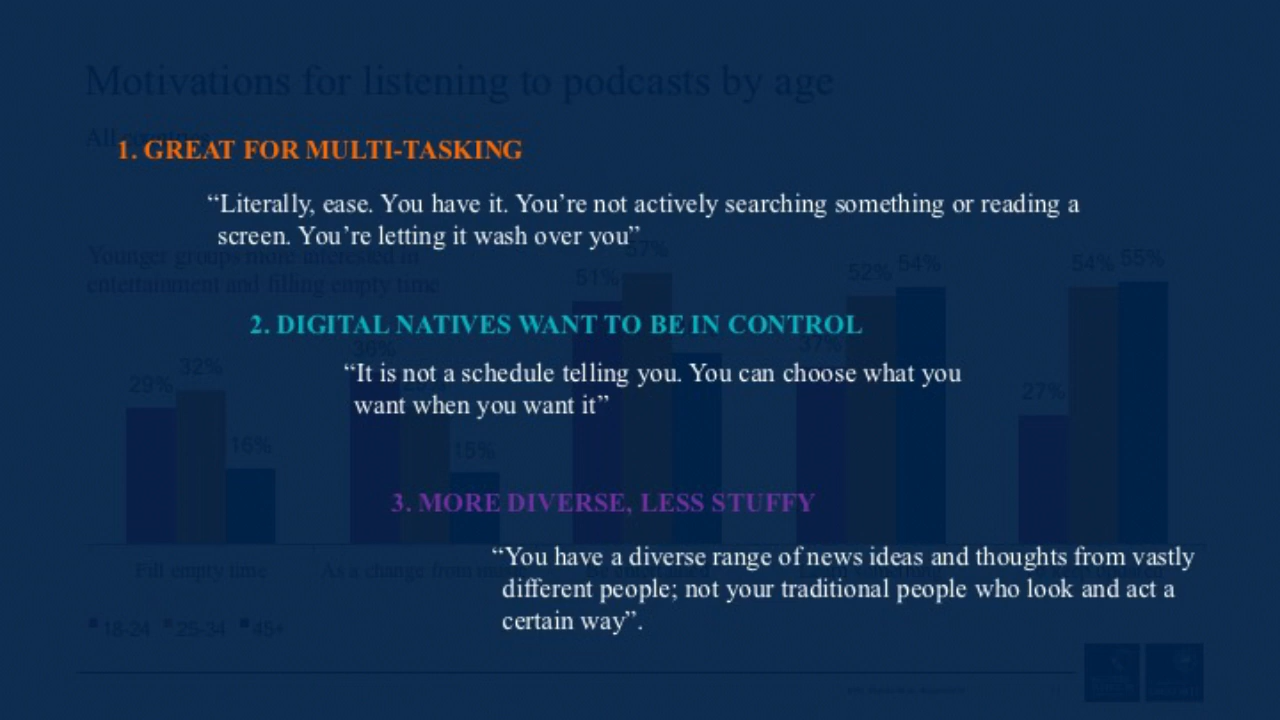 Motivations for listening to podcasts by age
All
1. GREAT FOR MULTI-TASKING
“Literally, ease. You have it. You’re not actively searching something or reading a
screen. You’re letting it wash over you”
Younger groups more interested in
entertainment and filling empty time
57%
51%
52%
54%
54%
55%
2. DIGITAL NATIVES WANT TO BE IN CONTROL
37%
36%
“It is not a schedule telling you. You can choose what you
want when you want it”
29%
32%
27%
16%
15%
3. MORE DIVERSE, LESS STUFFY
“You have a diverse range of news ideas and thoughts from vastly
different people; not your traditional people who look and act a
certain way”.
Fill empty time
As a change from
18-24 25-34 45+